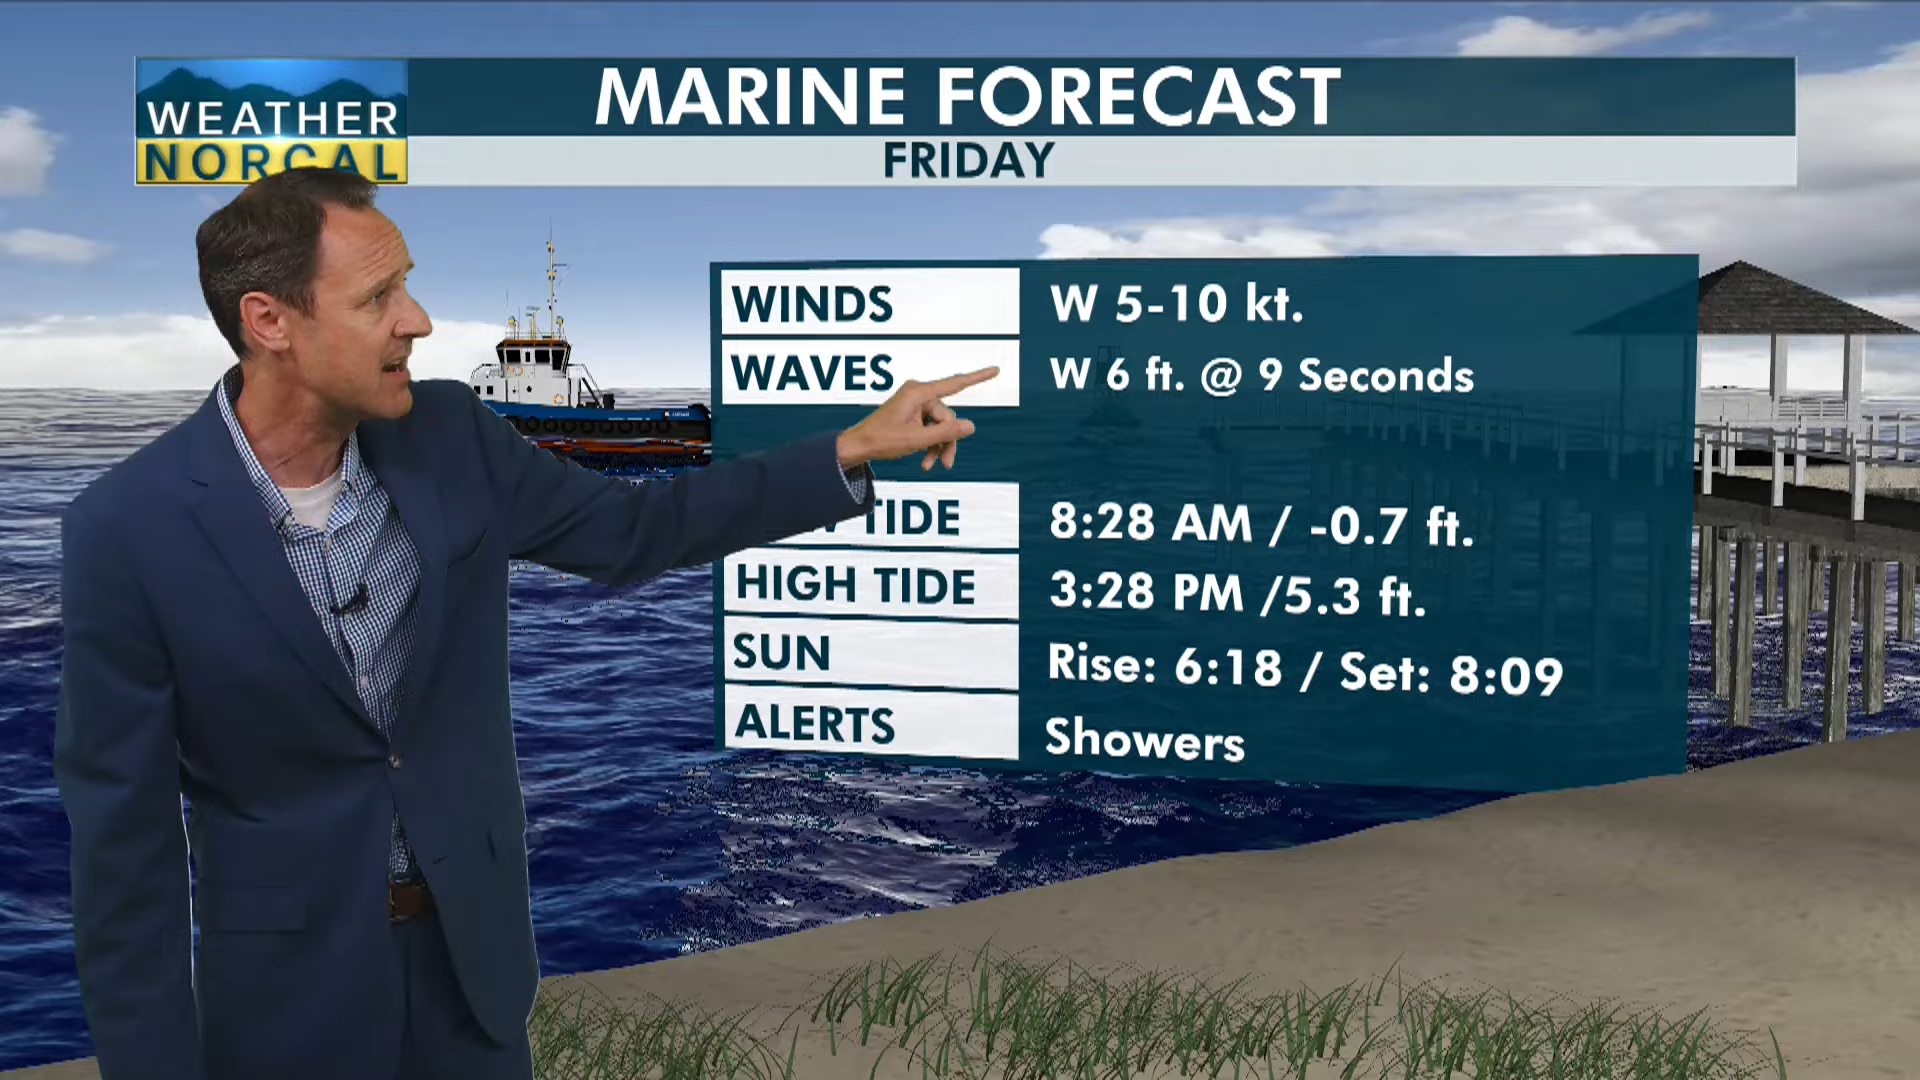 WEATHER
NORCAL
MARINE FORECAST
FRIDAY
WINDS W 5-10 kt.
WAVES W 6 ft. @ 9 Seconds
TIDE 8:28 AM / -0.7 ft.
HIGH TIDE 3:28 PM /5.3 ft.
SUN Rise: 6:18 / Set: 8:09
ALERTS Showers